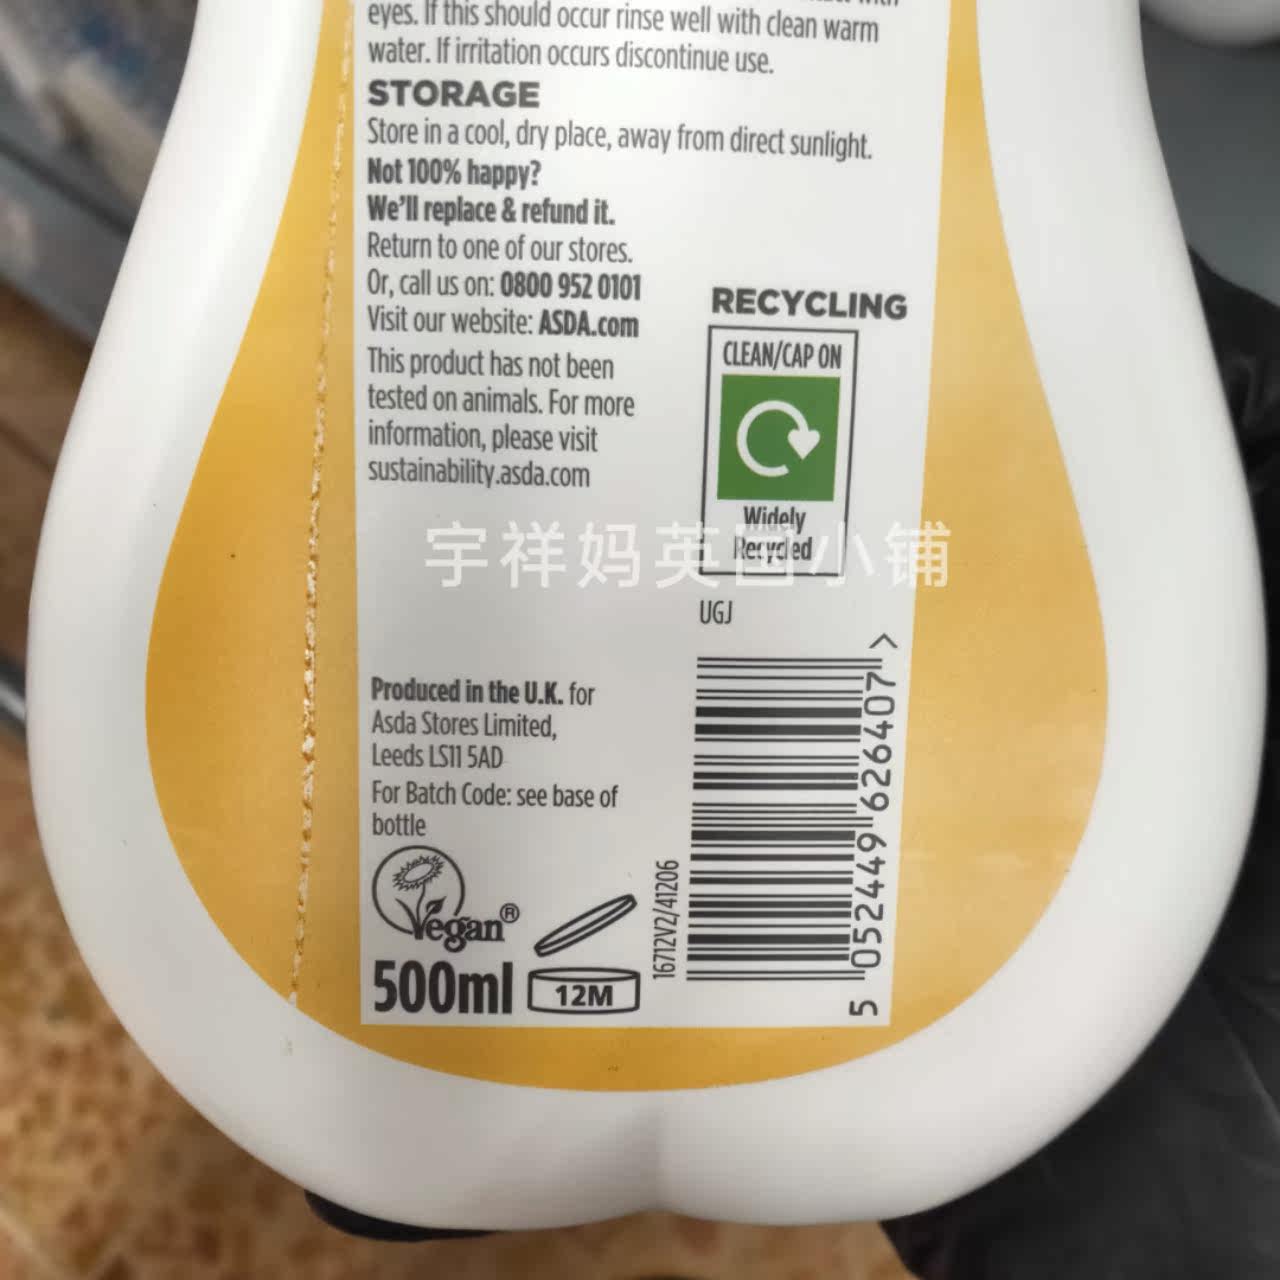 eyes. If this should occur rinse well with clean warm
water. If irritation occurs discontinue use.
STORAGE
Store in a cool, dry place, away from direct sunlight.
Not 100% happy?
We'll replace & refund it.
Return to one of our stores.
Or, call us on: 0800 952 0101
Visit our website: ASDA.com
This product has not been
tested on animals. For more
information, please visit
sustainability.asda.com
RECYCLING
CLEAN/CAP ON
Widely
Recycled
宇祥妈英国小铺
UGJ
Produced in the U.K. for
Asda Stores Limited,
Leeds LS11 5AD
For Batch Code: see base of
bottle
Vegan®
500ml
12M
16712V2/41206
5 052449 626407 >